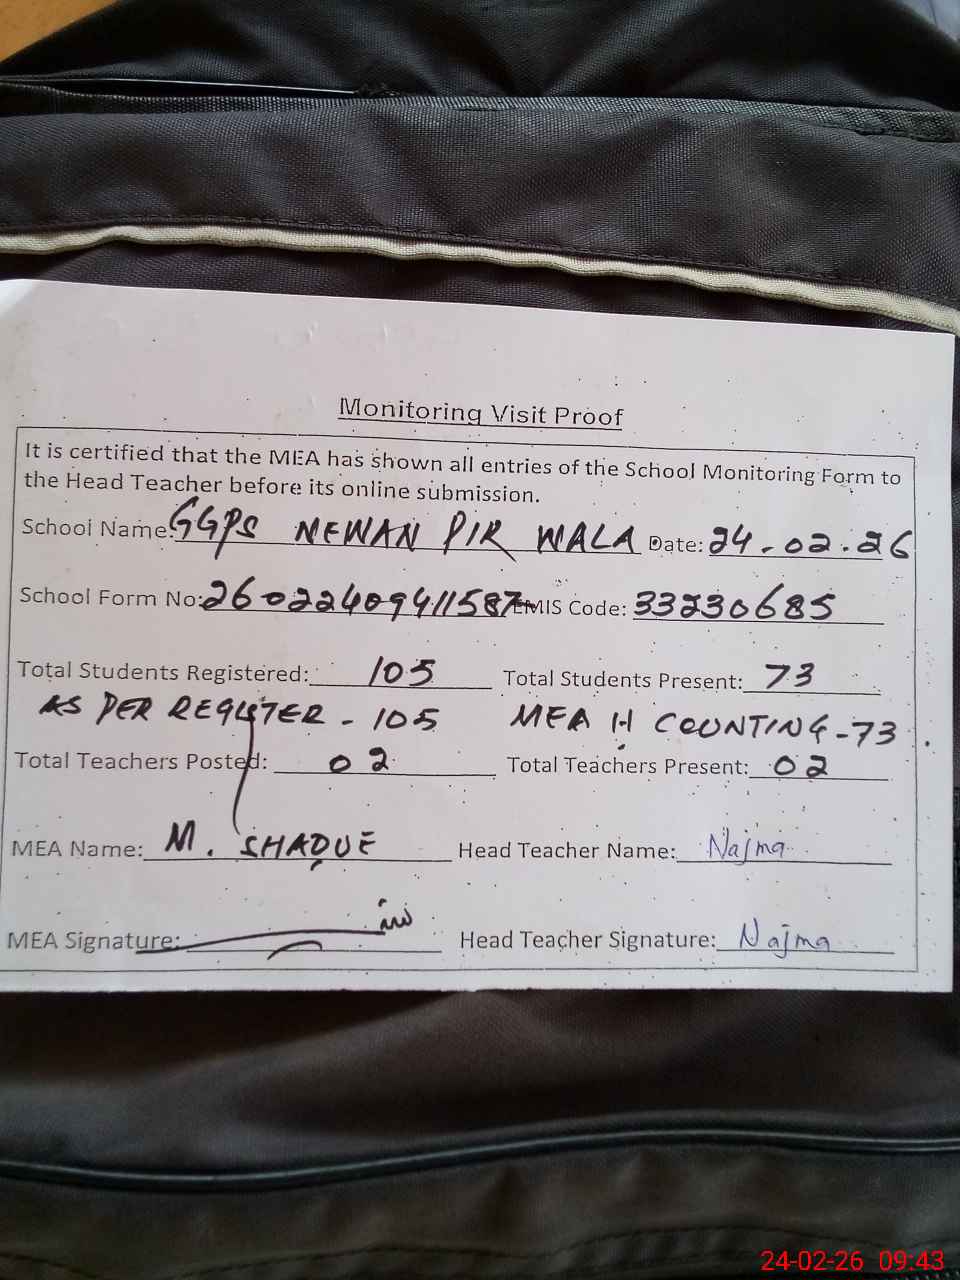 Monitoring Visit Proof
It is certified that the MEA has shown all entries of the School Monitoring Form to
the Head Teacher before its online submission.
School Name: GGPS NEWAN PIR WALA Date: 24.02.26
School Form No: 26022409411587 EMIS Code: 33230685
Total Students Registered: 105 Total Students Present: 73
AS PER REGISTER - 105 MEA H COUNTING - 73
Total Teachers Posted: 02 Total Teachers Present: 02
MEA Name: M. SHADUE Head Teacher Name: Najma
MEA Signature: Head Teacher Signature: Najma
24-02-26 09:43